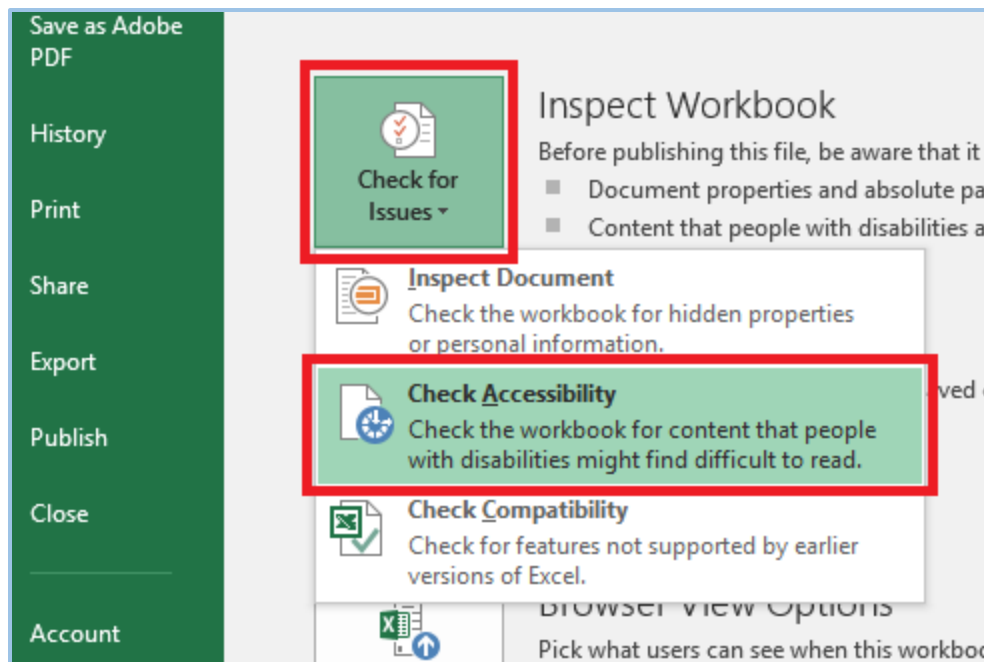 Save as Adobe
PDF
History
Print
Share
Export
Publish
Close
Account
Check for
Issues
Inspect Workbook
Before publishing this file, be aware that it
Document properties and absolute pa
Content that people with disabilities a
Inspect Document
Check the workbook for hidden properties
or personal information.
Check Accessibility
Check the workbook for content that people
with disabilities might find difficult to read.
ved
Check Compatibility
Check for features not supported by earlier
versions of Excel.
Browser View Options
Pick what users can see when this workboo